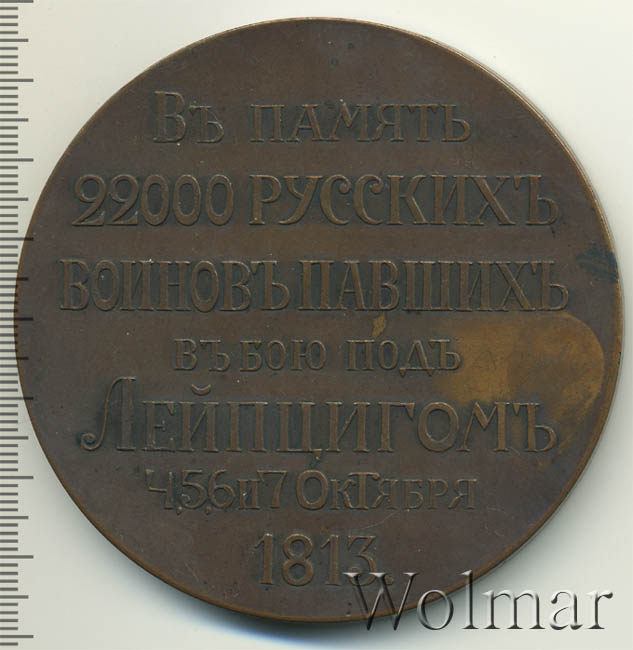 Въ память
22000 русскихъ
воиновъ павшихъ
въ бою подъ
Лейпцигомъ
4,5,6 и 7 Октября
1813.
Wolmar